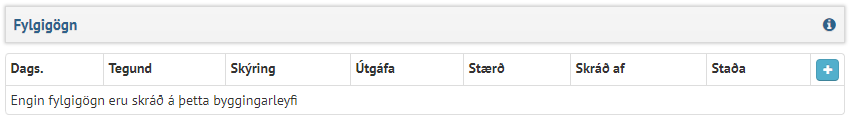 Fylgigögn
Dags. Tegund Skýring Útgáfa Stærð Skráð af Staða
Engin fylgigögn eru skráð á þetta byggingarleyfi